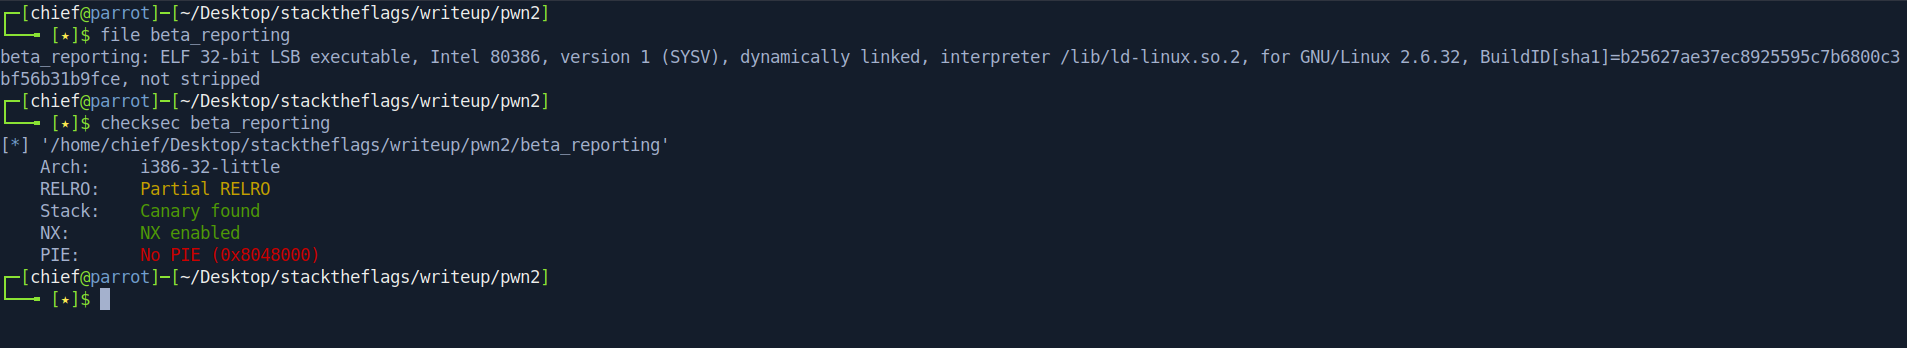 ┌─[chief@parrot]─[~/Desktop/stacktheflags/writeup/pwn2]
└──╼ [★]$ file beta_reporting
beta_reporting: ELF 32-bit LSB executable, Intel 80386, version 1 (SYSV), dynamically linked, interpreter /lib/ld-linux.so.2, for GNU/Linux 2.6.32, BuildID[sha1]=b25627ae37ec8925595c7b6800c3
bf56b31b9fce, not stripped
┌─[chief@parrot]─[~/Desktop/stacktheflags/writeup/pwn2]
└──╼ [★]$ checksec beta_reporting
[*] '/home/chief/Desktop/stacktheflags/writeup/pwn2/beta_reporting'
    Arch:     i386-32-little
    RELRO:    Partial RELRO
    Stack:    Canary found
    NX:       NX enabled
    PIE:      No PIE (0x8048000)
┌─[chief@parrot]─[~/Desktop/stacktheflags/writeup/pwn2]
└──╼ [★]$